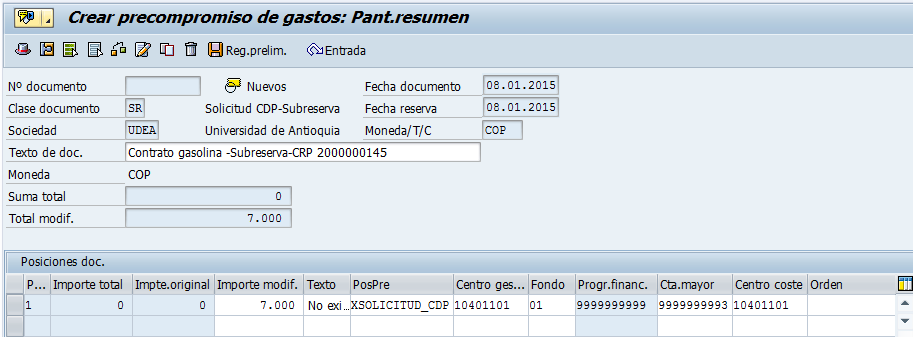 Crear precompromiso de gastos: Pant.resumen
Reg.prelim. Entrada
Nº documento Nuevos Fecha documento 08.01.2015
Clase documento SR Solicitud CDP-Subreserva Fecha reserva 08.01.2015
Sociedad UDEA Universidad de Antioquia Moneda/T/C COP
Texto de doc. Contrato gasolina -Subreserva-CRP 2000000145
Moneda COP
Suma total 0
Total modif. 7.000
Posiciones doc.
P... Importe total Impte.original Importe modif. Texto PosPre Centro ges... Fondo Progr.financ. Cta.mayor Centro coste Orden
1 0 0 7.000 No exi... XSOLICITUD_CDP 10401101 01 9999999999 9999999993 10401101